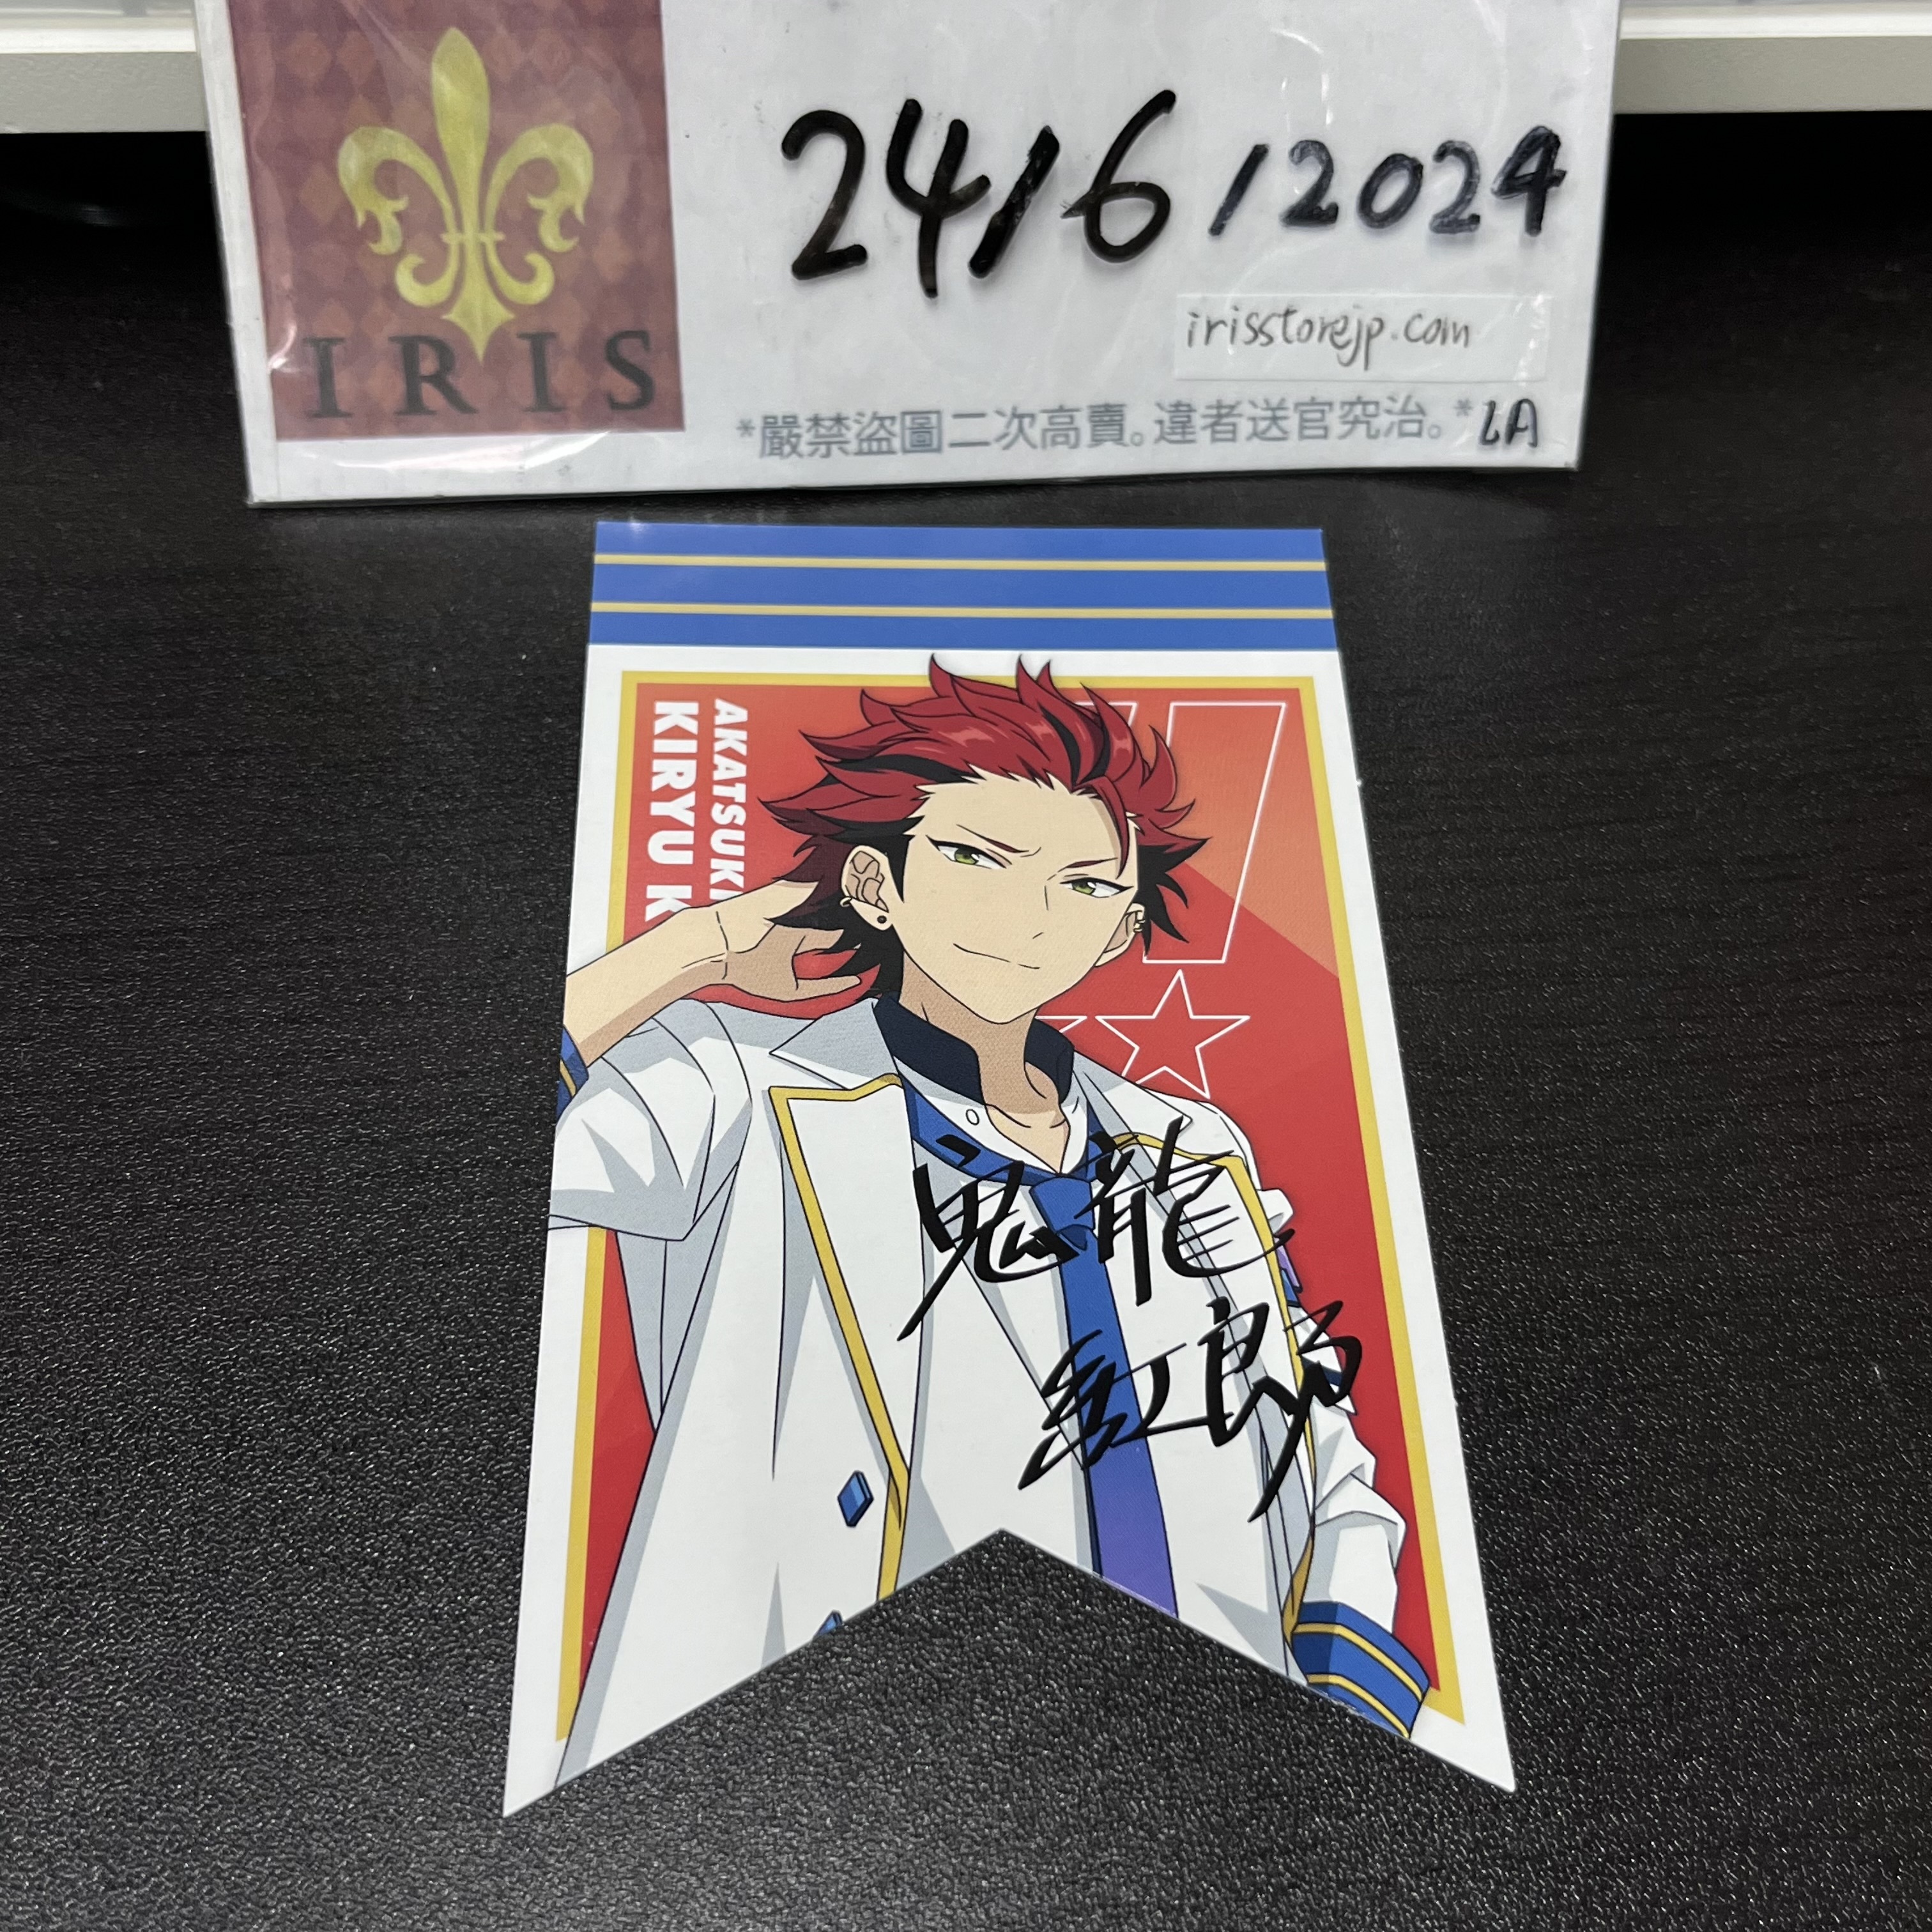 24/6/2024
IRIS
irisstorejp.com
*嚴禁盜圖二次高賣。違者送官究治。* LA
AKATSUKI
KIRYU K
鬼龍
紅郎